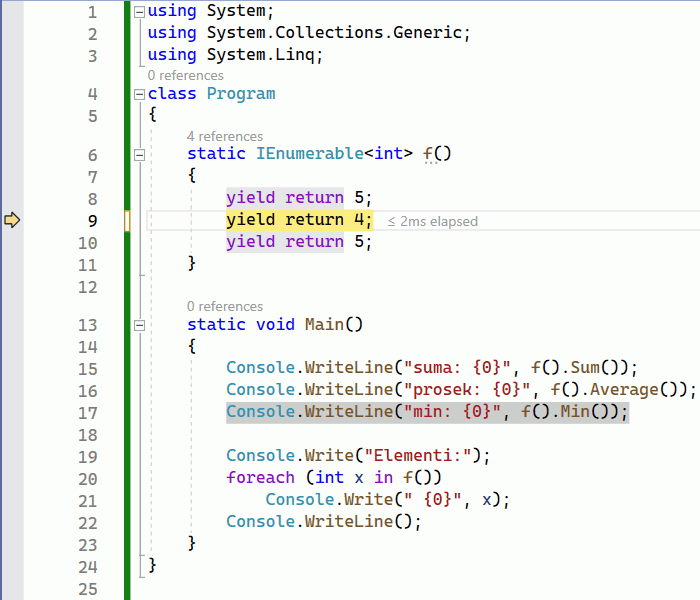 1 using System;
2 using System.Collections.Generic;
3 using System.Linq;
0 references
4 class Program
5 {
4 references
6 static IEnumerable<int> f()
7 {
8 yield return 5;
9 yield return 4; ≤ 2ms elapsed
10 yield return 5;
11 }
12
0 references
13 static void Main()
14 {
15 Console.WriteLine("suma: {0}", f().Sum());
16 Console.WriteLine("prosek: {0}", f().Average());
17 Console.WriteLine("min: {0}", f().Min());
18
19 Console.Write("Elementi:");
20 foreach (int x in f())
21 Console.Write(" {0}", x);
22 Console.WriteLine();
23 }
24 }
25